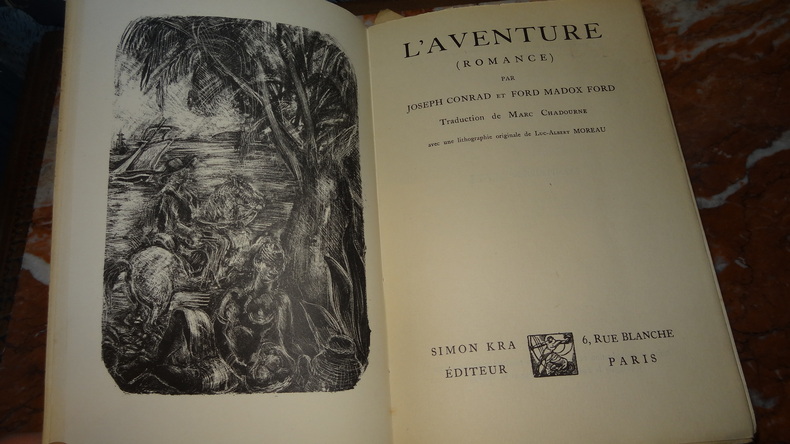 L'AVENTURE
(ROMANCE)
PAR
JOSEPH CONRAD ET FORD MADOX FORD
Traduction de MARC CHADOURNE
avec une lithographie originale de LUC-ALBERT MOREAU
SIMON KRA
ÉDITEUR
6, RUE BLANCHE
PARIS